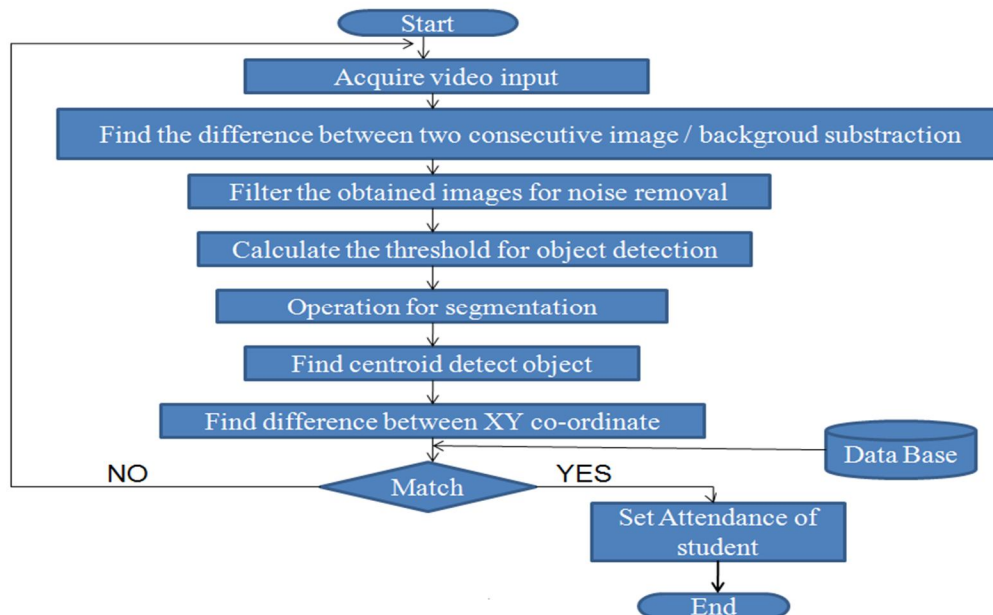 Start
Acquire video input
Find the difference between two consecutive image / backgroud substraction
Filter the obtained images for noise removal
Calculate the threshold for object detection
Operation for segmentation
Find centroid detect object
Find difference between XY co-ordinate
Data Base
NO
Match
YES
Set Attendance of
student
End